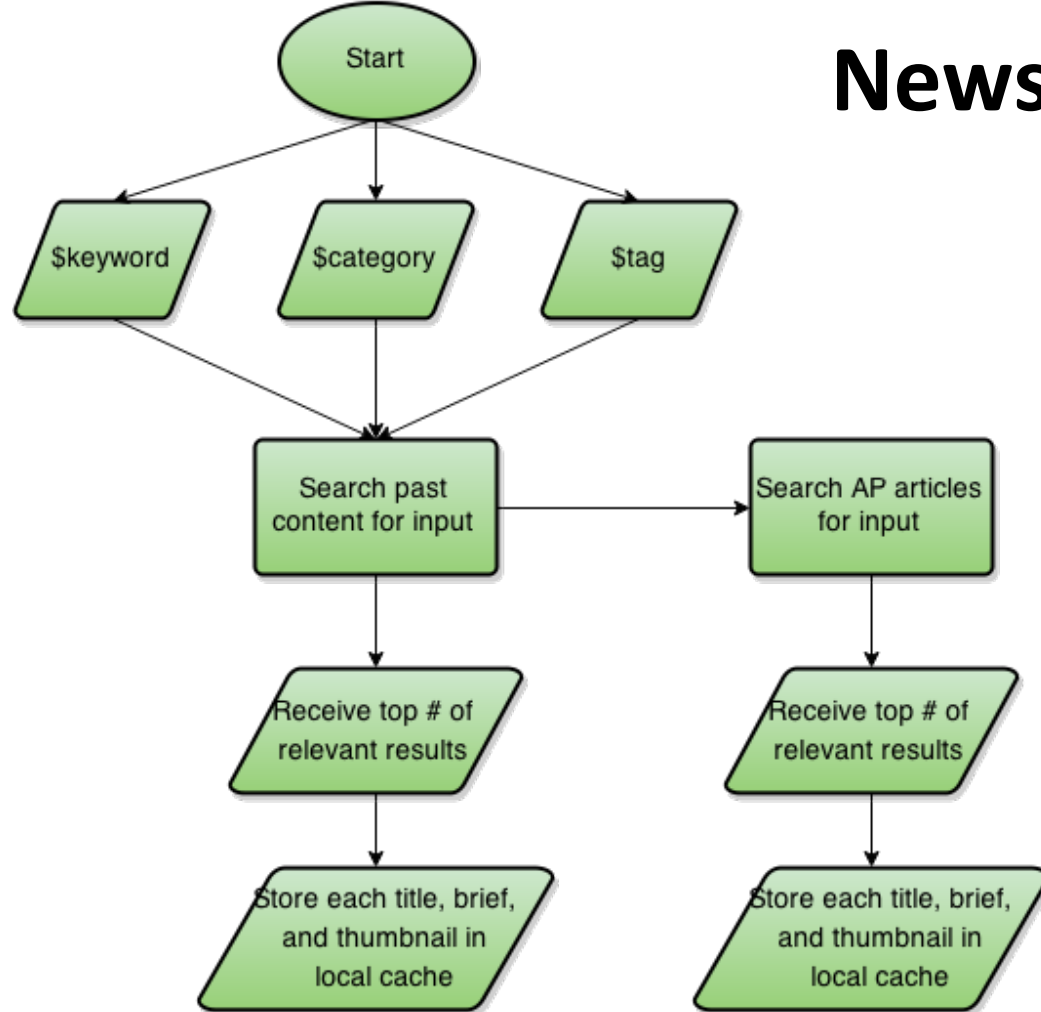 Start
News
$keyword
$category
$tag
Search past
content for input
Search AP articles
for input
Receive top # of
relevant results
Receive top # of
relevant results
Store each title, brief,
and thumbnail in
local cache
Store each title, brief,
and thumbnail in
local cache